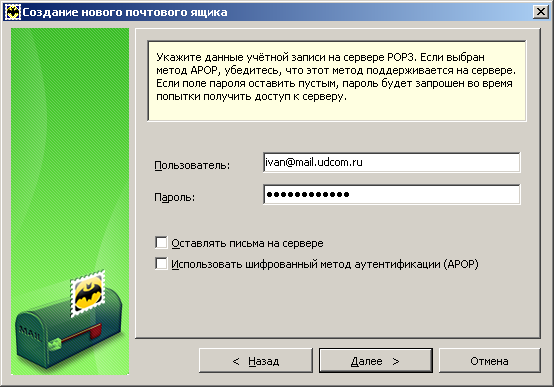 Создание нового почтового ящика
Укажите данные учётной записи на сервере POP3. Если выбран
метод APOP, убедитесь, что этот метод поддерживается на сервере.
Если поле пароля оставить пустым, пароль будет запрошен во время
попытки получить доступ к серверу.
Пользователь: ivan@mail.udcom.ru
Пароль: ●●●●●●●●●●●●
Оставлять письма на сервере
Использовать шифрованный метод аутентификации (APOP)
MAIL
< Назад Далее > Отмена